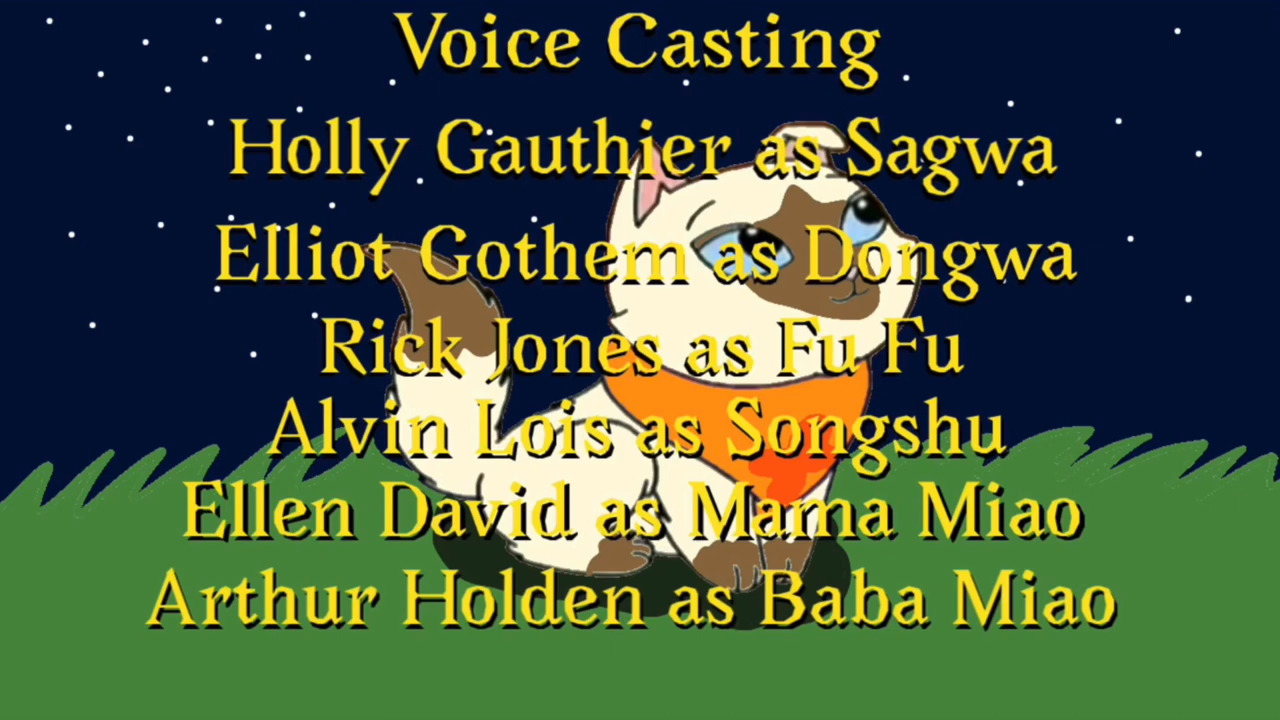 Voice Casting
Holly Gauthier as Sagwa
Elliot Gothem as Dongwa
Rick Jones as Fu Fu
Alvin Lois as Songshu
Ellen David as Mama Miao
Arthur Holden as Baba Miao